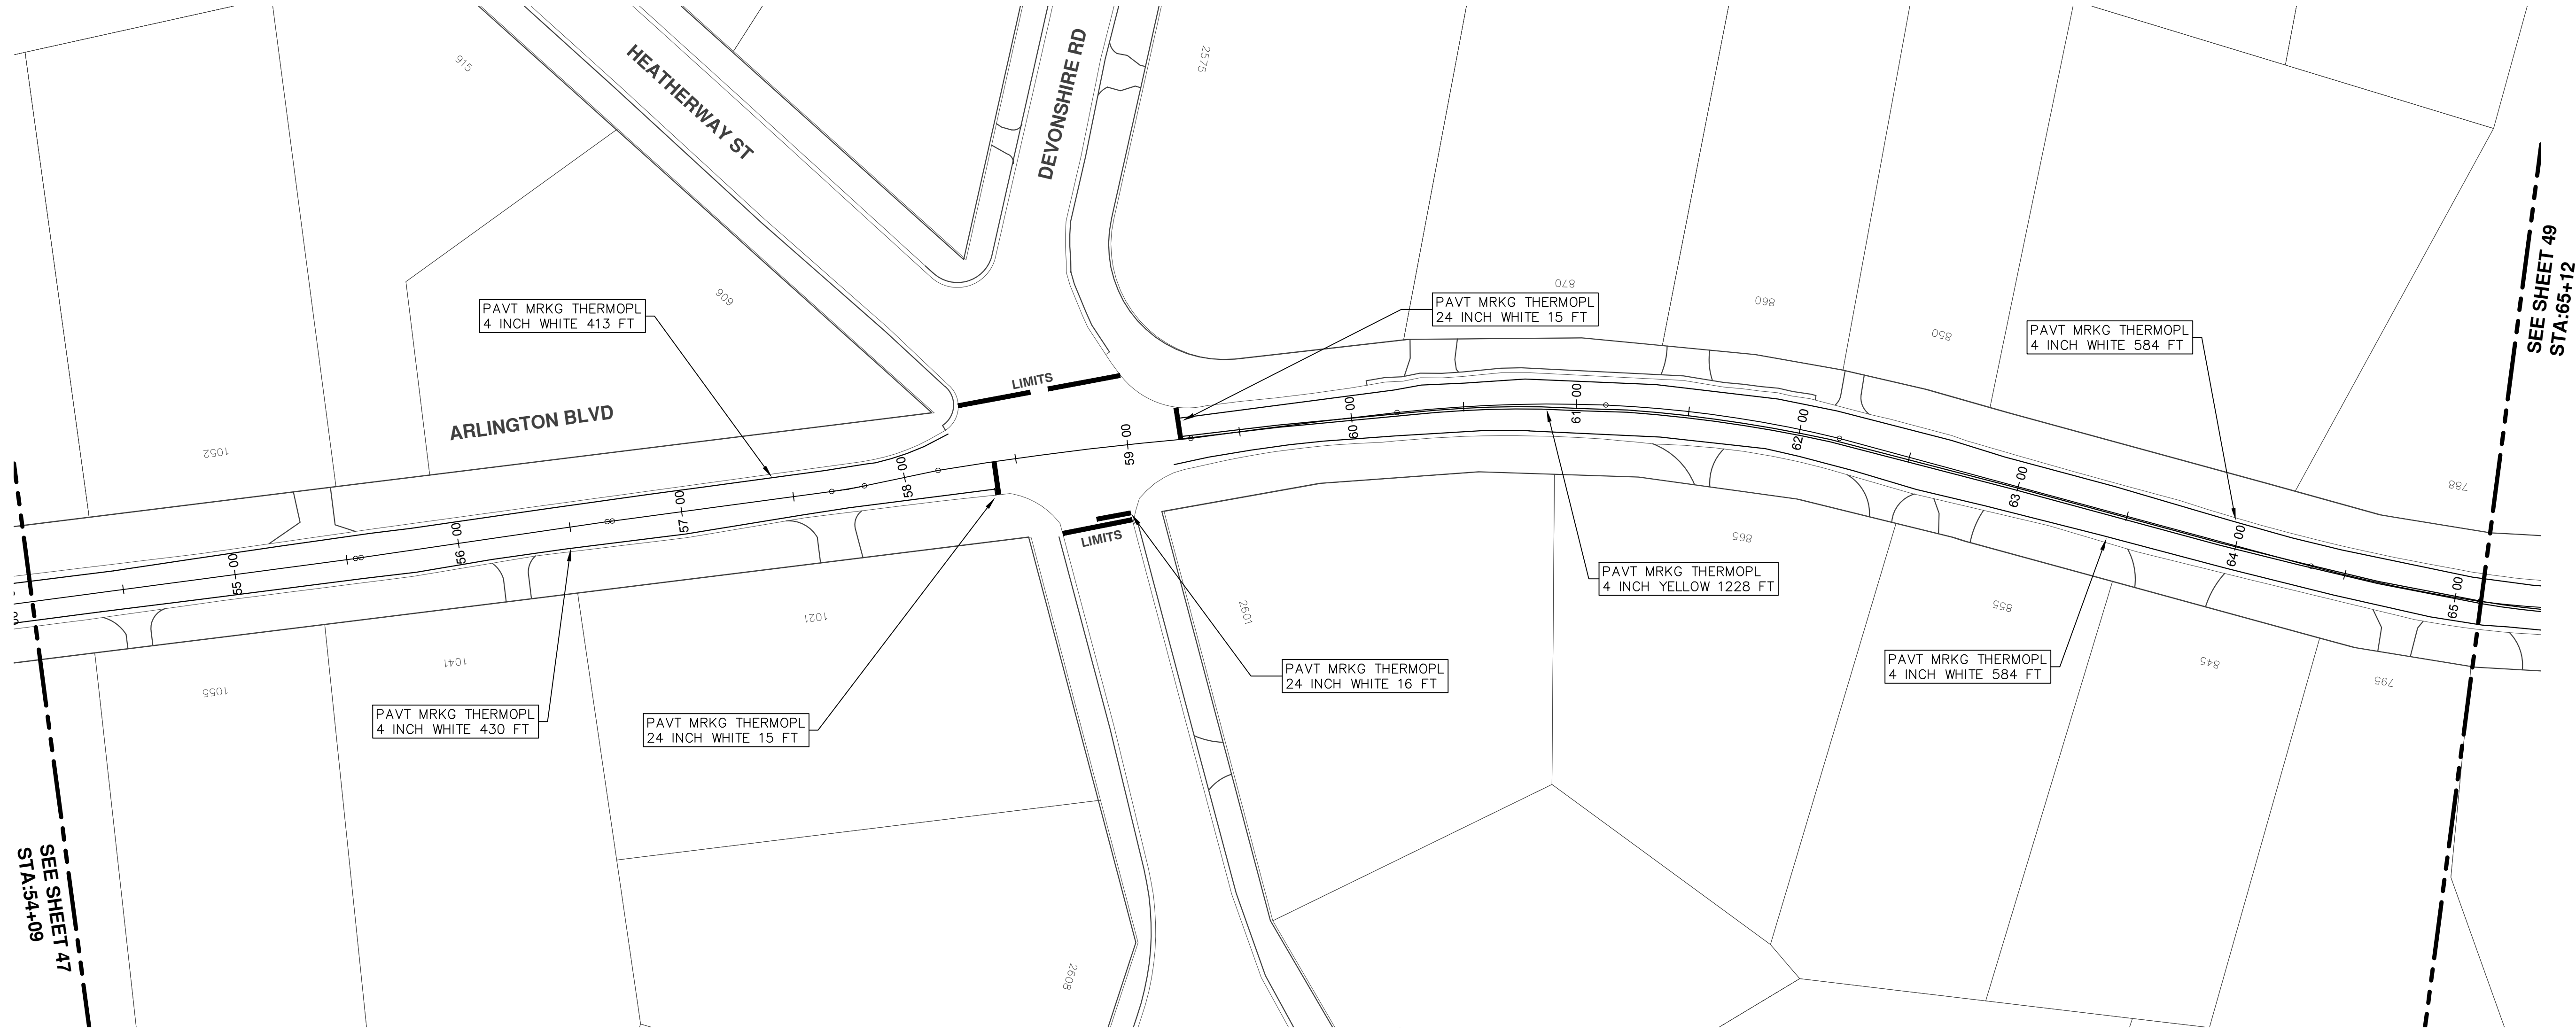 915
HEATHERWAY ST
DEVONSHIRE RD
2575
909
870
860
850
788
SEE SHEET 49
STA:65+12
PAVT MRKG THERMOPL
4 INCH WHITE 413 FT
PAVT MRKG THERMOPL
24 INCH WHITE 15 FT
PAVT MRKG THERMOPL
4 INCH WHITE 584 FT
LIMITS
ARLINGTON BLVD
1052
55+00
56+00
57+00
58+00
59+00
60+00
61+00
62+00
63+00
64+00
65+00
LIMITS
865
PAVT MRKG THERMOPL
4 INCH YELLOW 1228 FT
855
1021
2601
1041
1055
PAVT MRKG THERMOPL
24 INCH WHITE 16 FT
PAVT MRKG THERMOPL
4 INCH WHITE 584 FT
845
795
PAVT MRKG THERMOPL
4 INCH WHITE 430 FT
PAVT MRKG THERMOPL
24 INCH WHITE 15 FT
SEE SHEET 47
STA:54+09
2608